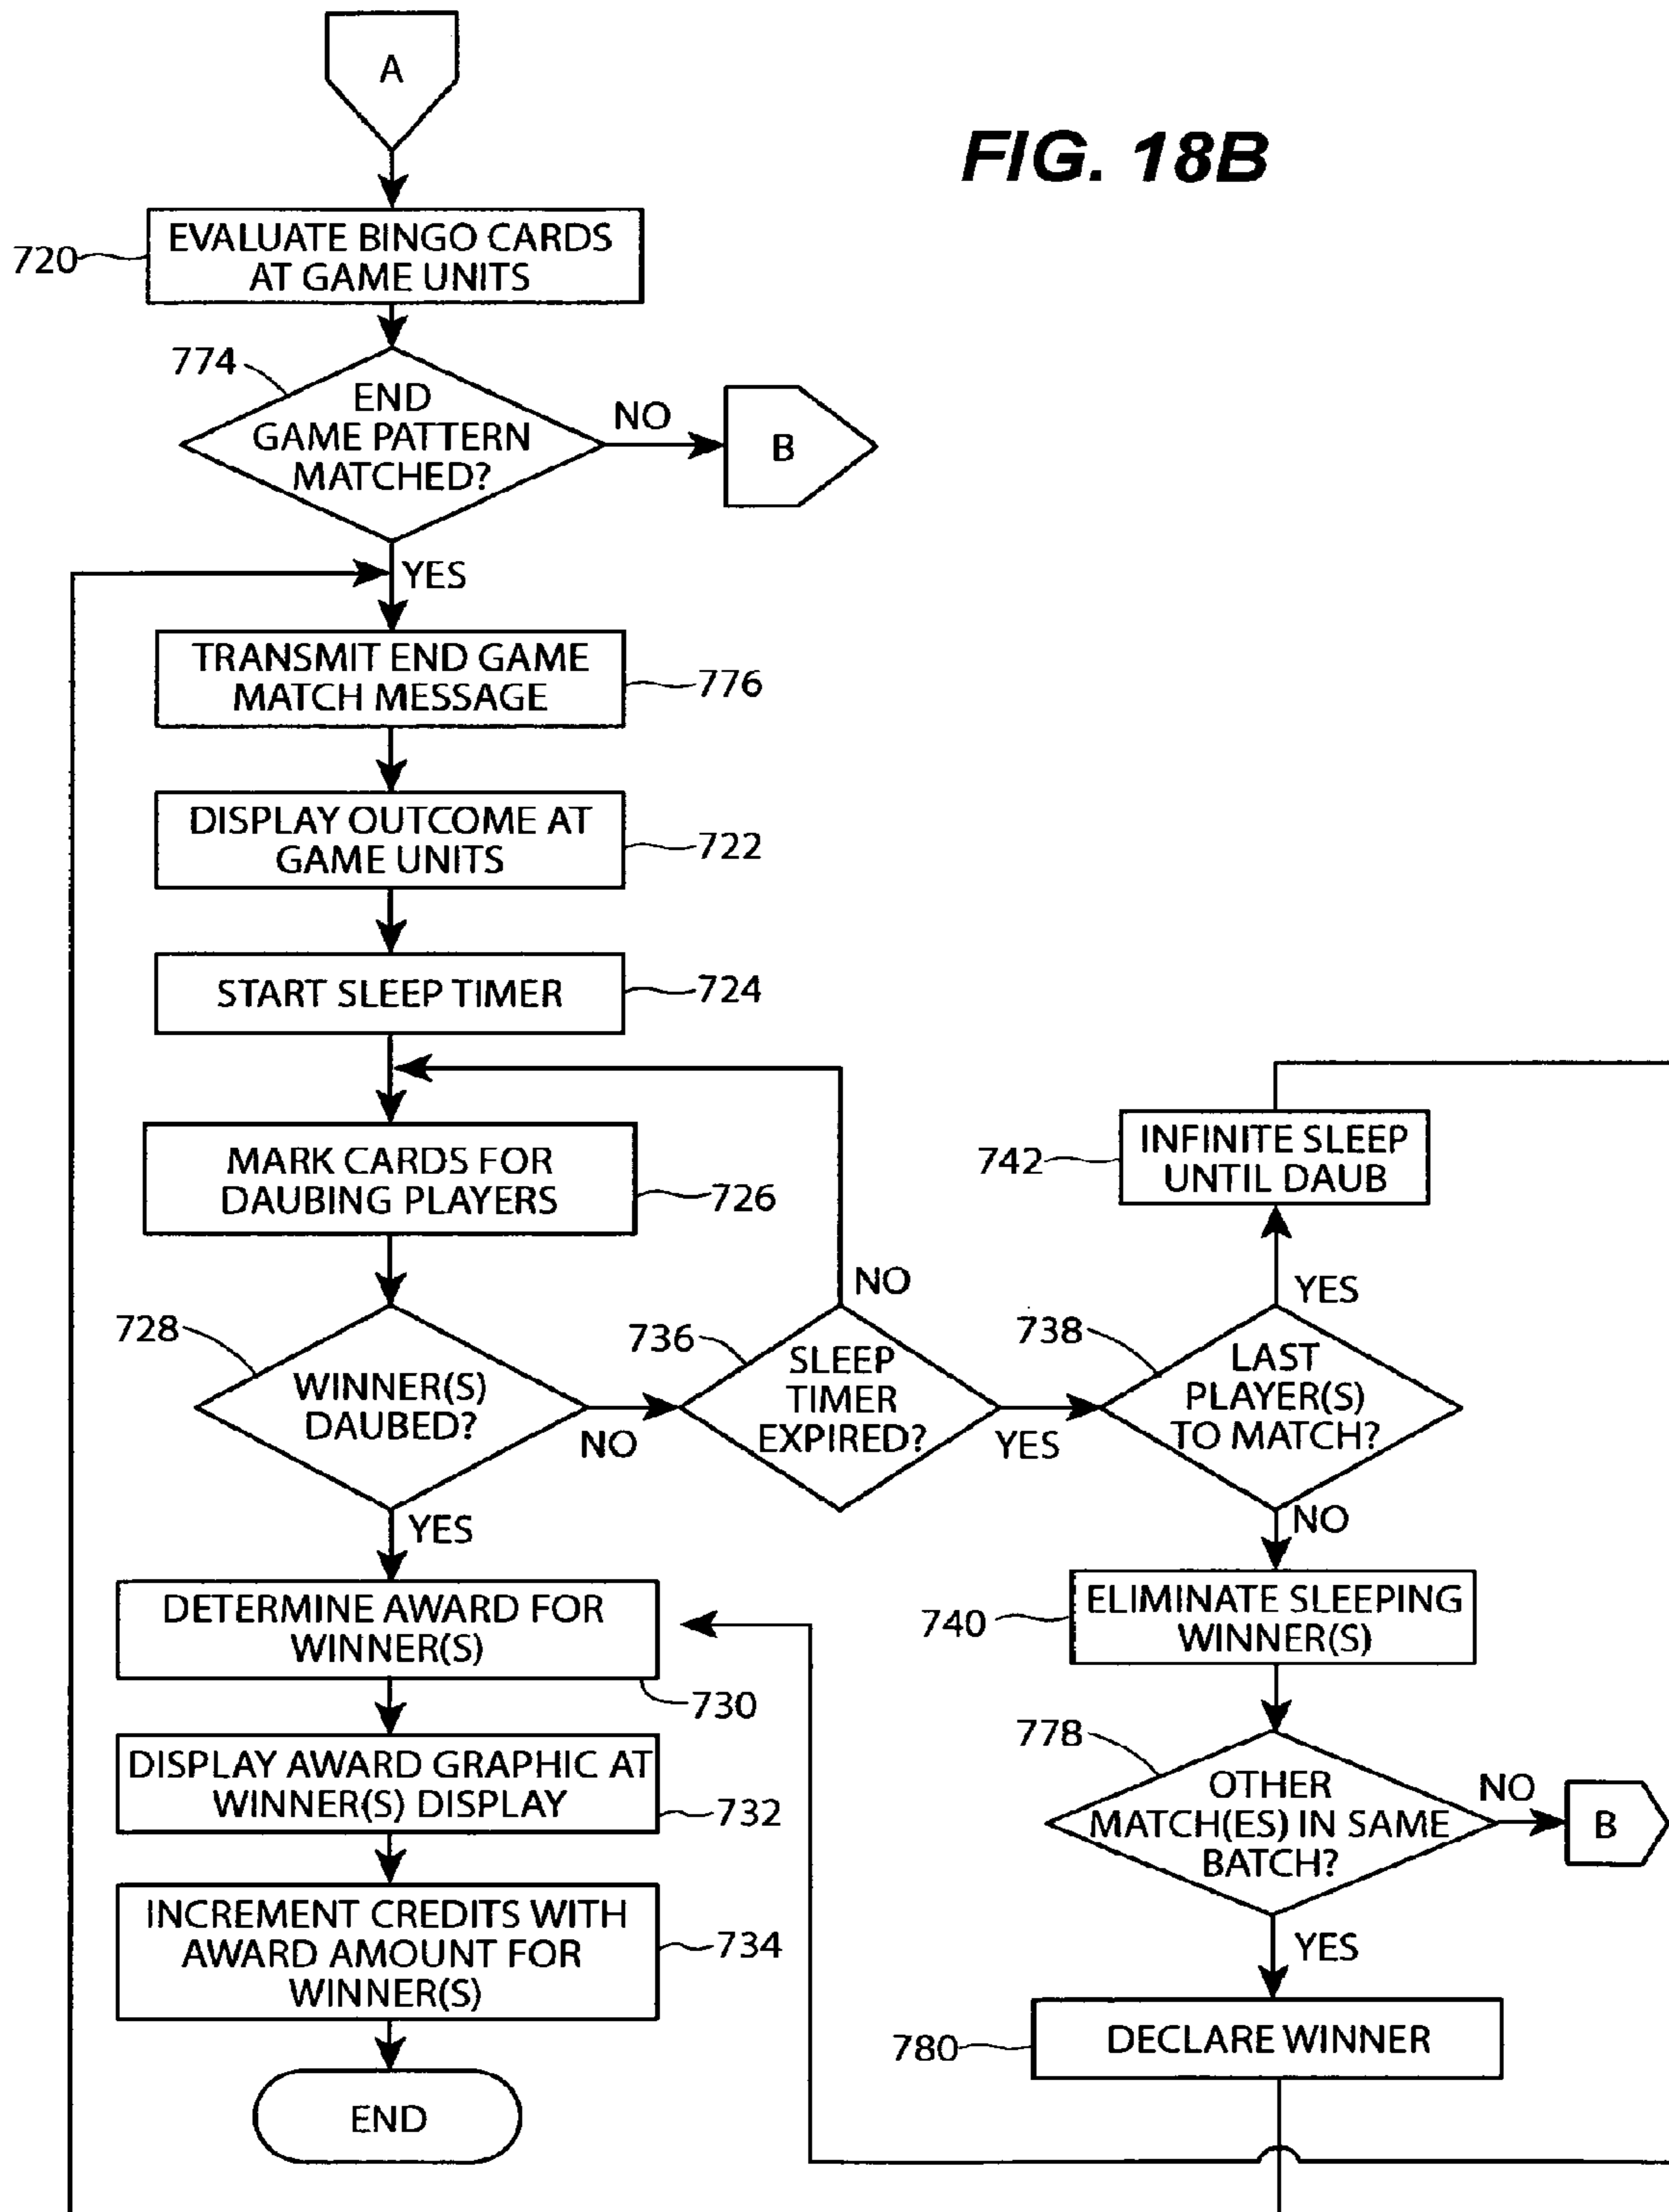 A
FIG. 18B
720
EVALUATE BINGO CARDS
AT GAME UNITS
774
END
GAME PATTERN
MATCHED?
NO
B
YES
TRANSMIT END GAME
MATCH MESSAGE
776
DISPLAY OUTCOME AT
GAME UNITS
722
START SLEEP TIMER
724
MARK CARDS FOR
DAUBING PLAYERS
726
742
INFINITE SLEEP
UNTIL DAUB
728
WINNER(S)
DAUBED?
NO
736
SLEEP
TIMER
EXPIRED?
NO
YES
738
LAST
PLAYER(S)
TO MATCH?
YES
NO
YES
DETERMINE AWARD FOR
WINNER(S)
730
740
ELIMINATE SLEEPING
WINNER(S)
DISPLAY AWARD GRAPHIC AT
WINNER(S) DISPLAY
732
778
OTHER
MATCH(ES) IN SAME
BATCH?
NO
B
YES
INCREMENT CREDITS WITH
AWARD AMOUNT FOR
WINNER(S)
734
780
DECLARE WINNER
END